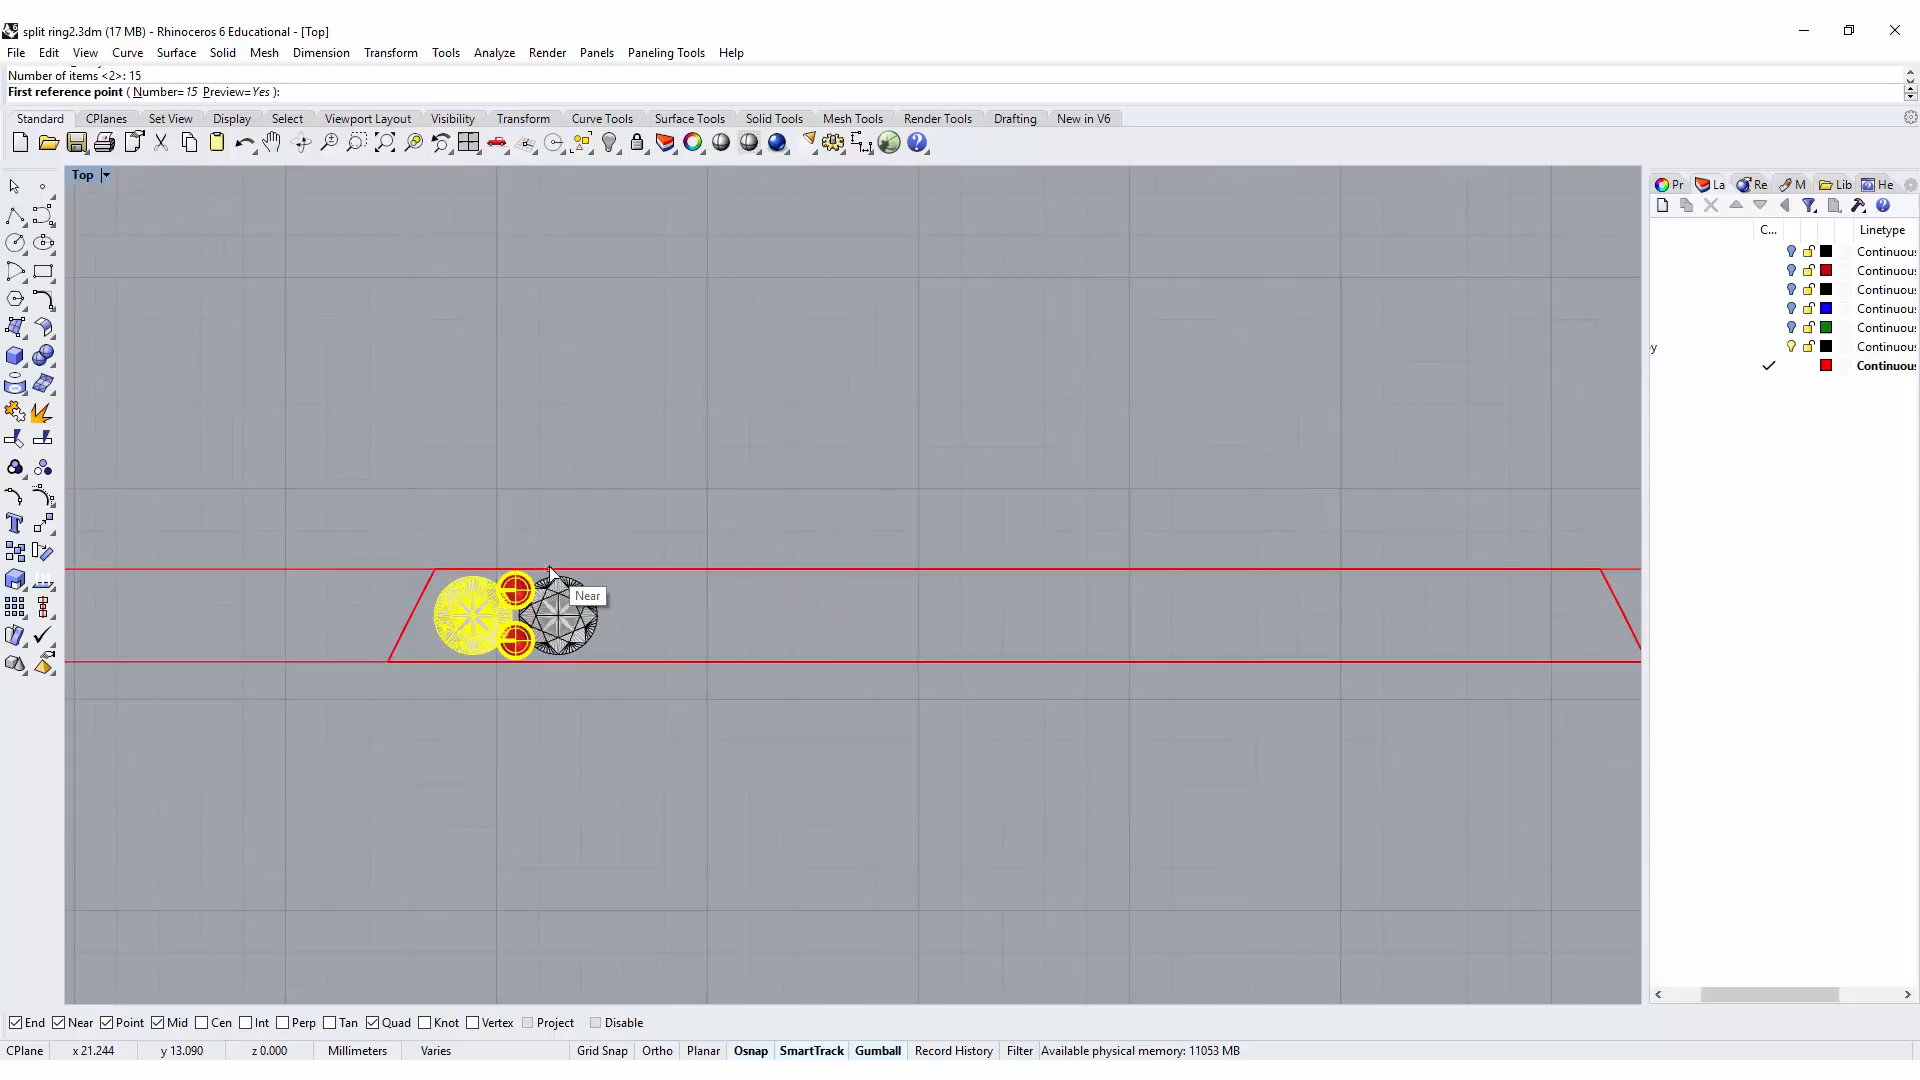 split ring2.3dm (17 MB) - Rhinoceros 6 Educational - [Top]
File Edit View Curve Surface Solid Mesh Dimension Transform Tools Analyze Render Panels Paneling Tools Help
Number of items <2>: 15
First reference point ( Number=15 Preview=Yes ):
Standard CPlanes Set View Display Select Viewport Layout Visibility Transform Curve Tools Surface Tools Solid Tools Mesh Tools Render Tools Drafting New in V6
Top
Pr La Re M Lib He
C... Linetype
Continuous
Continuous
Continuous
Continuous
Continuous
y Continuous
Continuous
Near
End Near Point Mid Cen Int Perp Tan Quad Knot Vertex Project Disable
CPlane x 21.244 y 13.090 z 0.000 Millimeters Varies Grid Snap Ortho Planar Osnap SmartTrack Gumball Record History Filter Available physical memory: 11053 MB